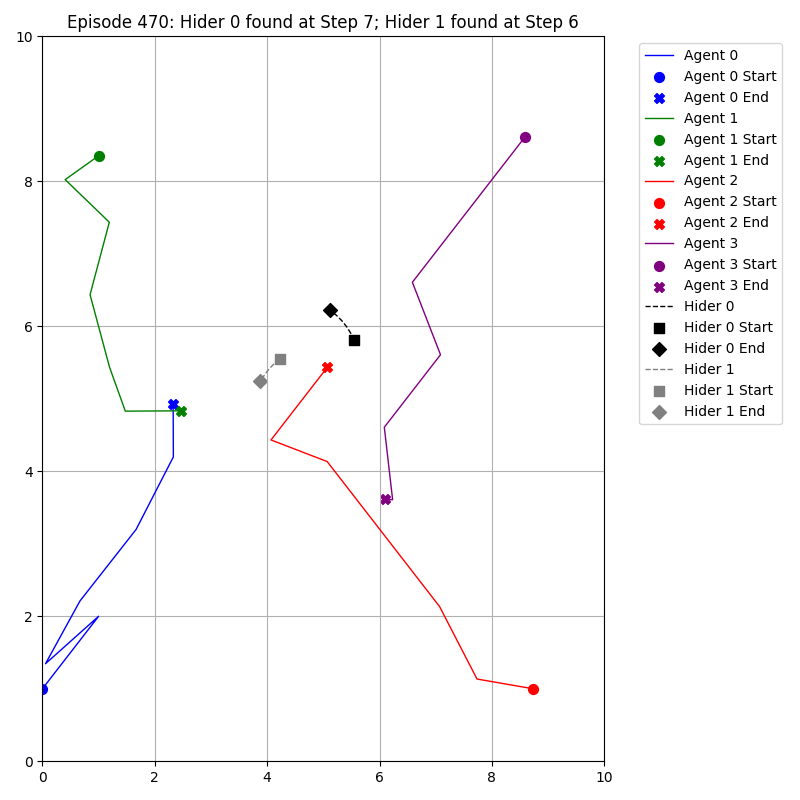 Episode 470: Hider 0 found at Step 7; Hider 1 found at Step 6
10
8
6
4
2
0
0
2
4
6
8
10
Agent 0
Agent 0 Start
Agent 0 End
Agent 1
Agent 1 Start
Agent 1 End
Agent 2
Agent 2 Start
Agent 2 End
Agent 3
Agent 3 Start
Agent 3 End
Hider 0
Hider 0 Start
Hider 0 End
Hider 1
Hider 1 Start
Hider 1 End